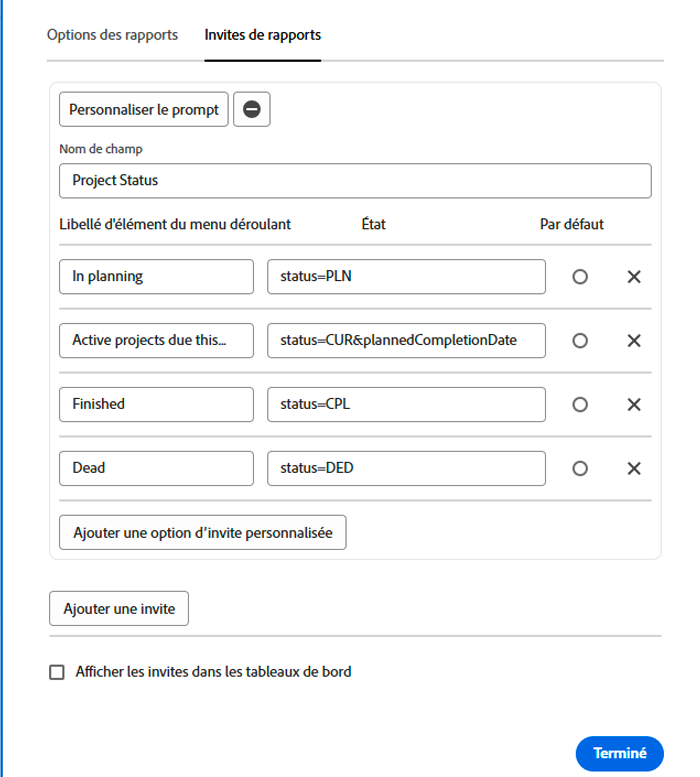 Options des rapports Invites de rapports
Personnaliser le prompt
Nom de champ
Project Status
Libellé d'élément du menu déroulant État Par défaut
In planning status=PLN
Active projects due this... status=CUR&plannedCompletionDate
Finished status=CPL
Dead status=DED
Ajouter une option d'invite personnalisée
Ajouter une invite
Afficher les invites dans les tableaux de bord
Terminé